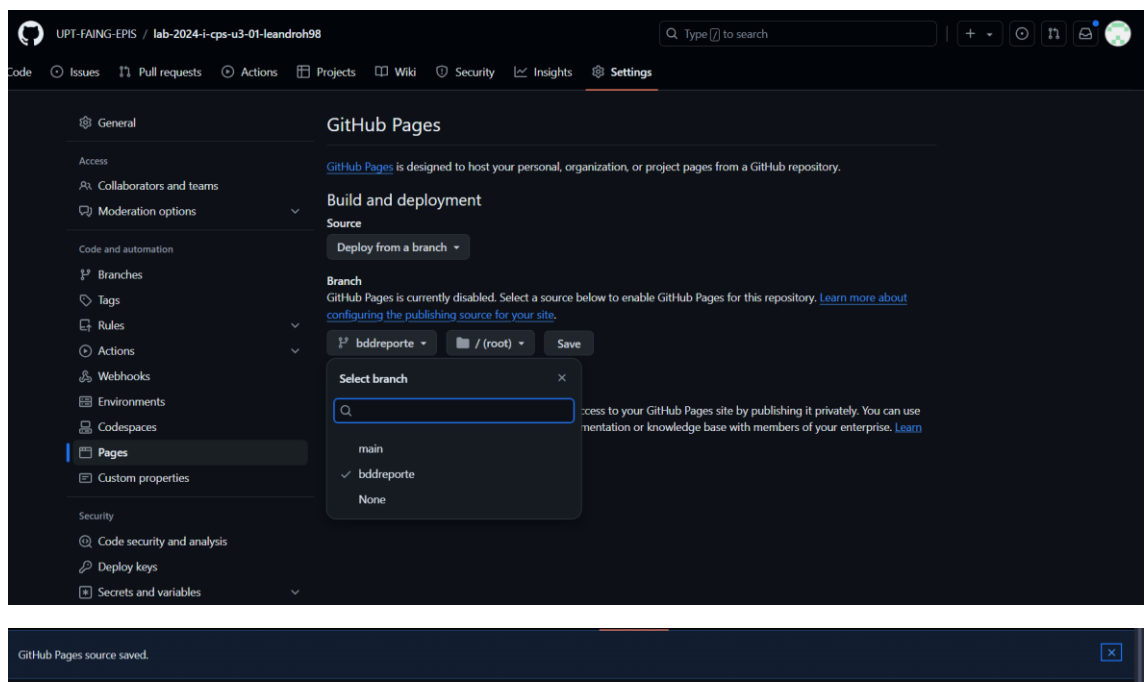 UPT-FAING-EPIS / lab-2024-i-cps-u3-01-leandroh98
Type / to search
Code Issues Pull requests Actions Projects Wiki Security Insights Settings
General
Access
Collaborators and teams
Moderation options
Code and automation
Branches
Tags
Rules
Actions
Webhooks
Environments
Codespaces
Pages
Custom properties
Security
Code security and analysis
Deploy keys
Secrets and variables
GitHub Pages
GitHub Pages is designed to host your personal, organization, or project pages from a GitHub repository.
Build and deployment
Source
Deploy from a branch
Branch
GitHub Pages is currently disabled. Select a source below to enable GitHub Pages for this repository. Learn more about
configuring the publishing source for your site.
bddreporte / (root) Save
Select branch
main
bddreporte
None
to your GitHub Pages site by publishing it privately. You can use
or knowledge base with members of your enterprise. Learn
GitHub Pages source saved.